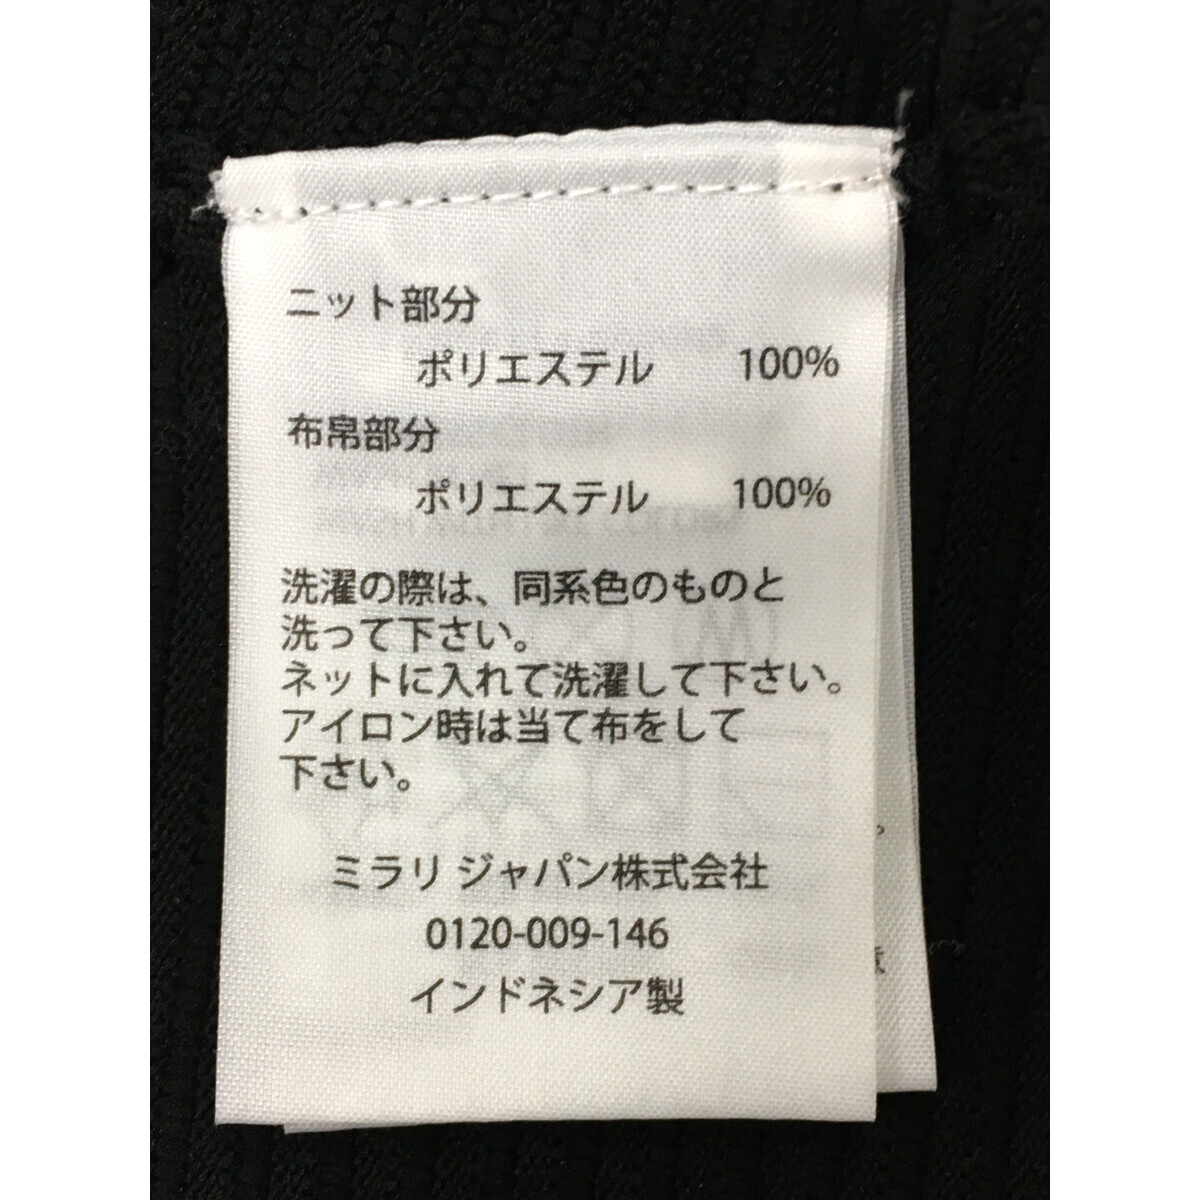 ニット部分
ポリエステル 100%
布帛部分
ポリエステル 100%
洗濯の際は、同系色のものと
洗って下さい。
ネットに入れて洗濯して下さい。
アイロン時は当て布をして
下さい。
ミラリ ジャパン株式会社
0120-009-146
インドネシア製